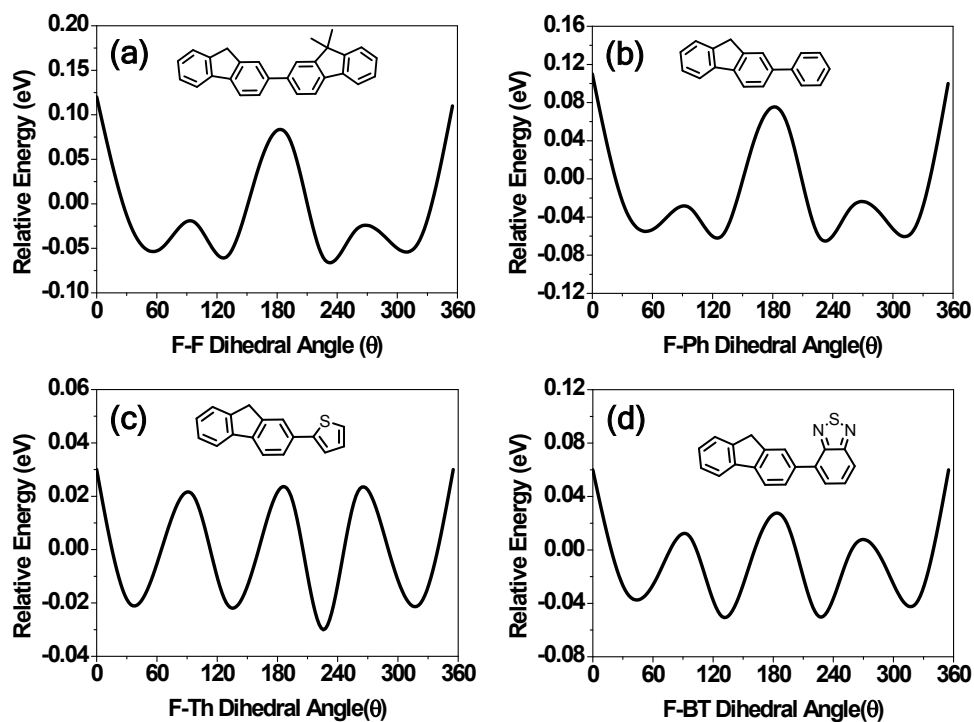 (a)
Relative Energy (eV)
0.20
0.15
0.10
0.05
0.00
-0.05
-0.10
0 60 120 180 240 300 360
F-F Dihedral Angle (θ)
(b)
Relative Energy (eV)
0.16
0.12
0.08
0.04
0.00
-0.04
-0.08
-0.12
0 60 120 180 240 300 360
F-Ph Dihedral Angle(θ)
(c)
S
Relative Energy (eV)
0.06
0.04
0.02
0.00
-0.02
-0.04
0 60 120 180 240 300 360
F-Th Dihedral Angle(θ)
(d)
S
N N
Relative Energy (eV)
0.12
0.08
0.04
0.00
-0.04
-0.08
0 60 120 180 240 300 360
F-BT Dihedral Angle(θ)